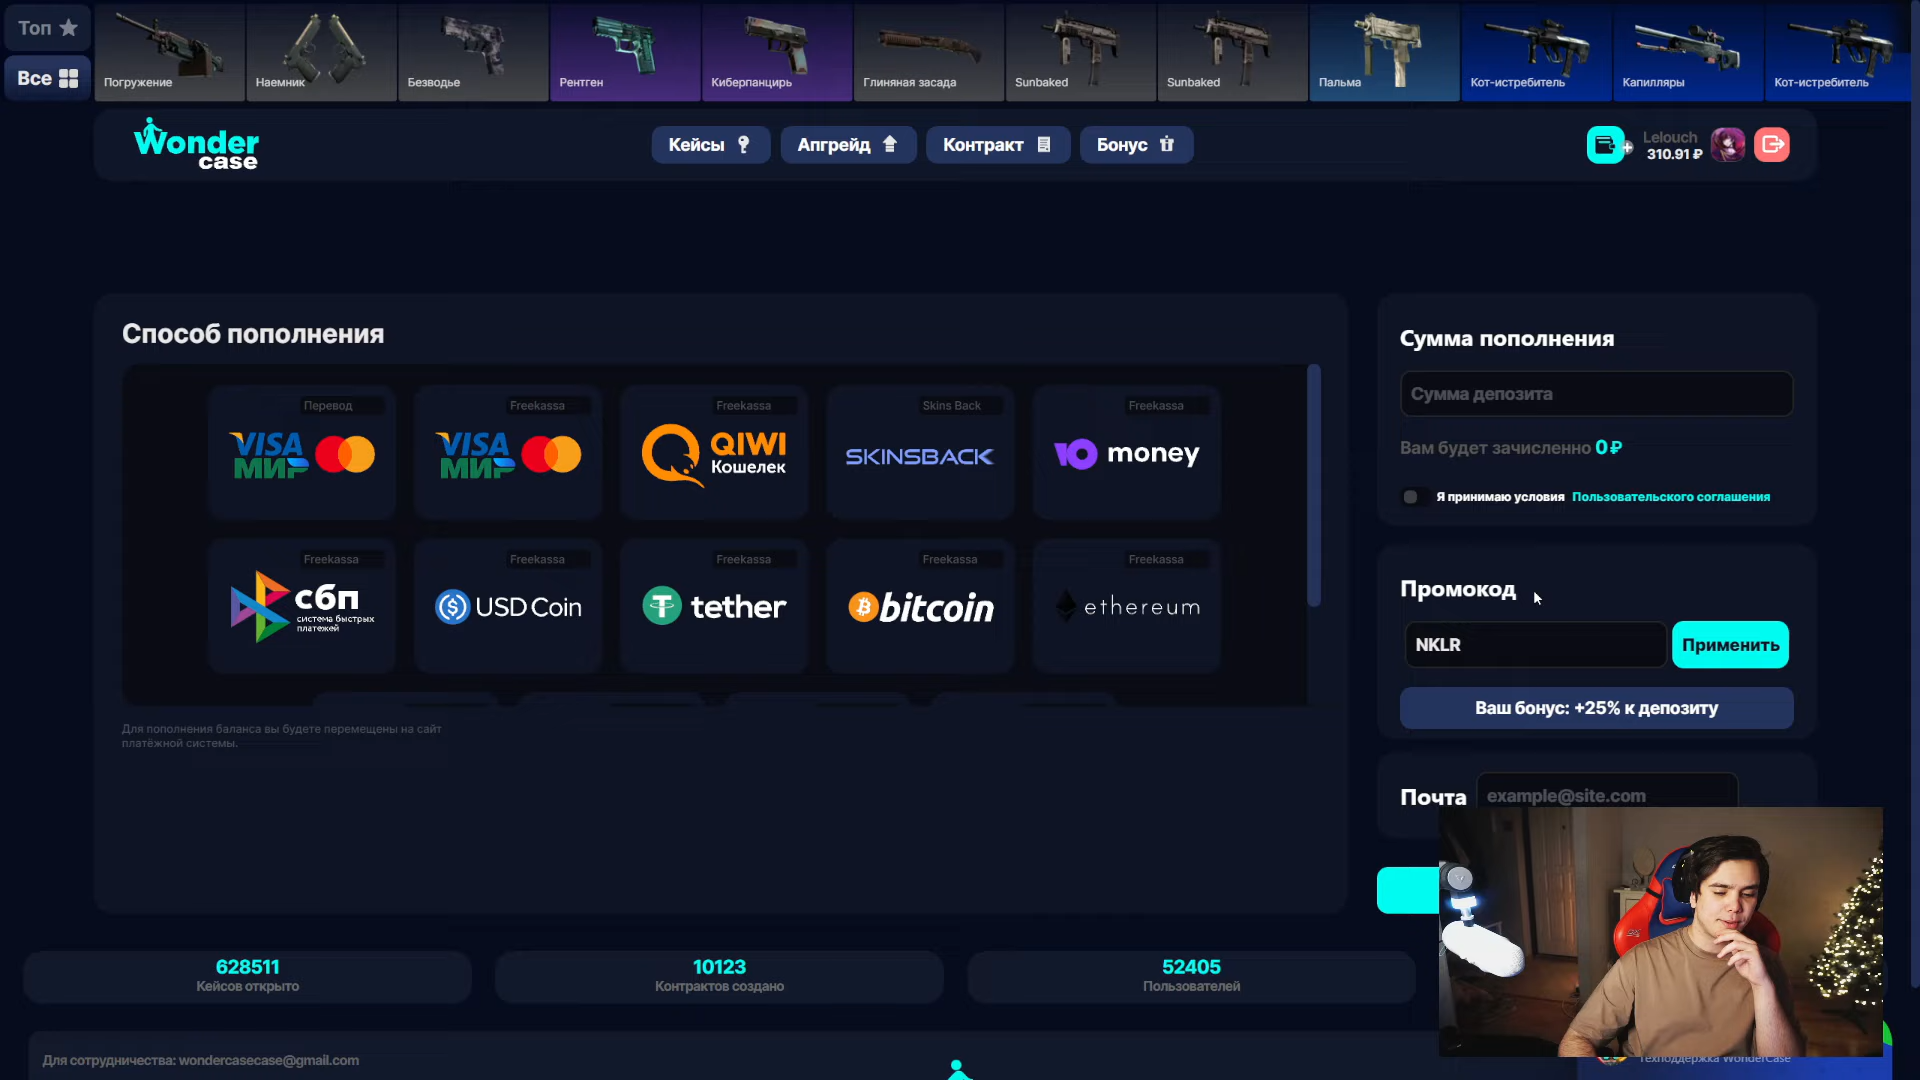 Топ
Все
Погружение
Наемник
Безводье
Рентген
Киберпанцирь
Глиняная засада
Sunbaked
Sunbaked
Пальма
Кот-истребитель
Капилляры
Кот-истребитель
Wonder
case
Кейсы
Апгрейд
Контракт
Бонус
Lelouch
310.91 ₽
Способ пополнения
Перевод
VISA
МИР
Freekassa
VISA
МИР
Freekassa
QIWI
Кошелек
Skins Back
SKINSBACK
Freekassa
Ю money
Freekassa
сбп
система быстрых
платежей
Freekassa
USD Coin
Freekassa
tether
Freekassa
bitcoin
Freekassa
ethereum
Для пополнения баланса вы будете перемещены на сайт
платёжной системы.
Сумма пополнения
Сумма депозита
Вам будет зачисленно 0 ₽
Я принимаю условия Пользовательского соглашения
Промокод
NKLR
Применить
Ваш бонус: +25% к депозиту
Почта
example@site.com
628511
Кейсов открыто
10123
Контрактов создано
52405
Пользователей
Для сотрудничества: wondercasecase@gmail.com
Техподдержка WonderCase